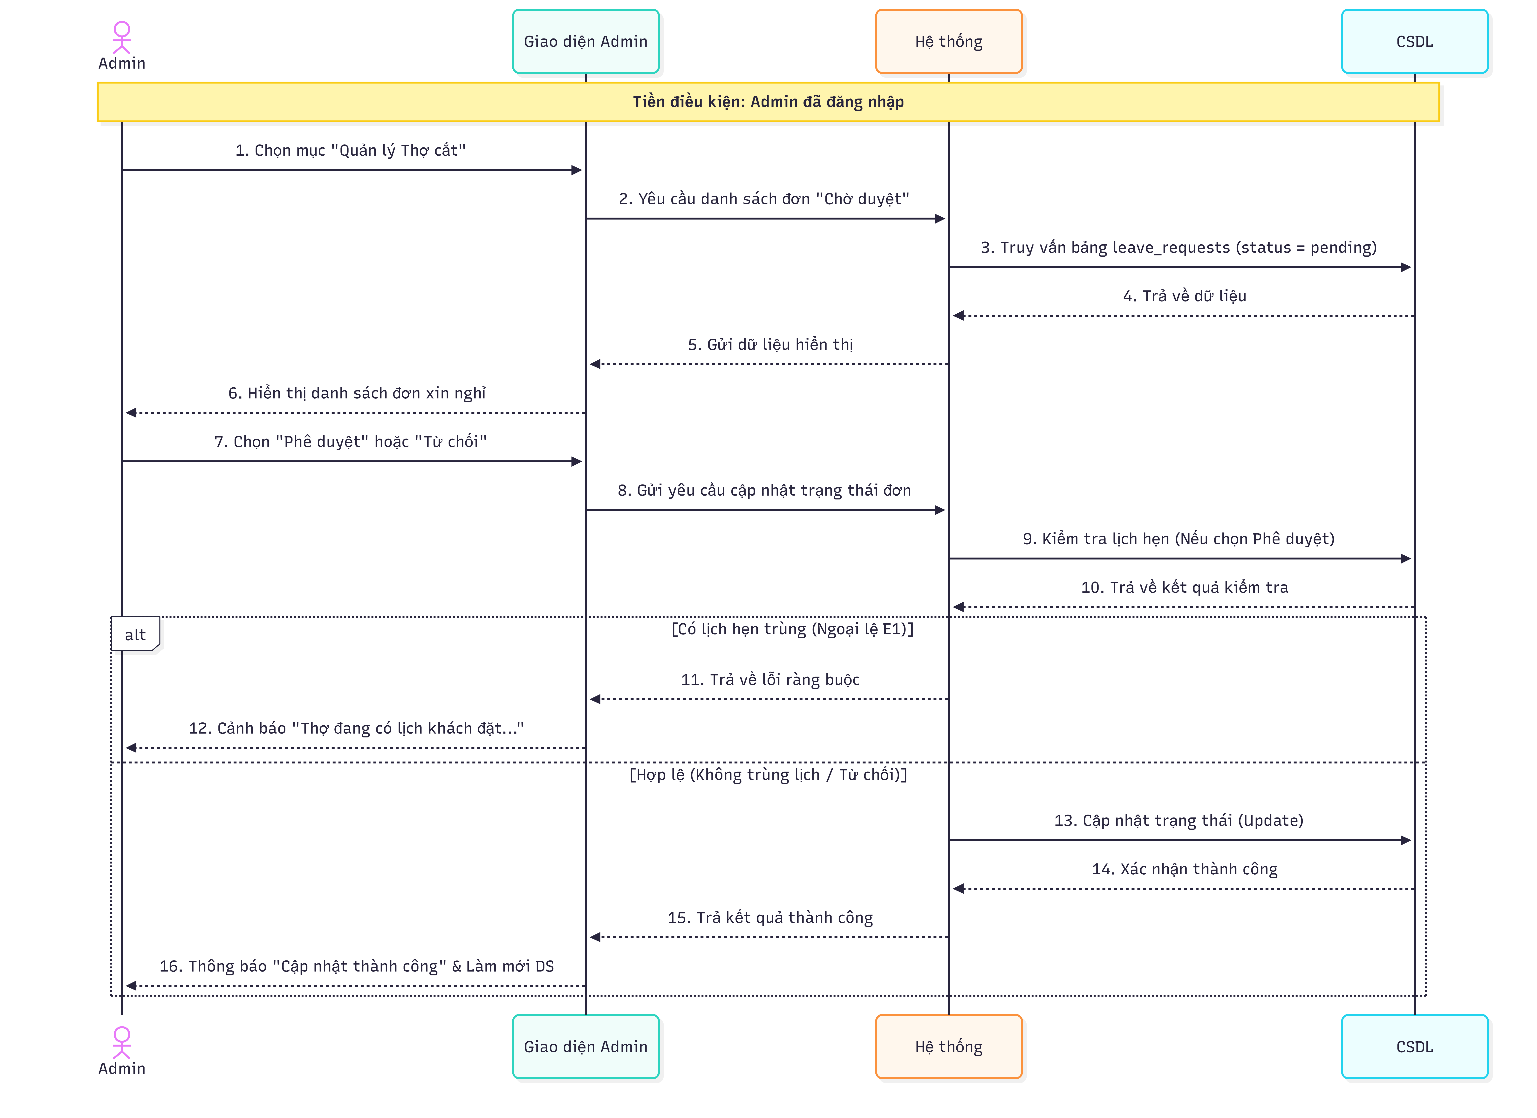 Admin
Giao diện Admin
Hệ thống
CSDL
Tiền điều kiện: Admin đã đăng nhập
1. Chọn mục "Quản lý Thợ cắt"
2. Yêu cầu danh sách đơn "Chờ duyệt"
3. Truy vấn bảng leave_requests (status = pending)
4. Trả về dữ liệu
5. Gửi dữ liệu hiển thị
6. Hiển thị danh sách đơn xin nghỉ
7. Chọn "Phê duyệt" hoặc "Từ chối"
8. Gửi yêu cầu cập nhật trạng thái đơn
9. Kiểm tra lịch hẹn (Nếu chọn Phê duyệt)
10. Trả về kết quả kiểm tra
alt
[Có lịch hẹn trùng (Ngoại lệ E1)]
11. Trả về lỗi ràng buộc
12. Cảnh báo "Thợ đang có lịch khách đặt..."
[Hợp lệ (Không trùng lịch / Từ chối)]
13. Cập nhật trạng thái (Update)
14. Xác nhận thành công
15. Trả kết quả thành công
16. Thông báo "Cập nhật thành công" & Làm mới DS
Admin
Giao diện Admin
Hệ thống
CSDL